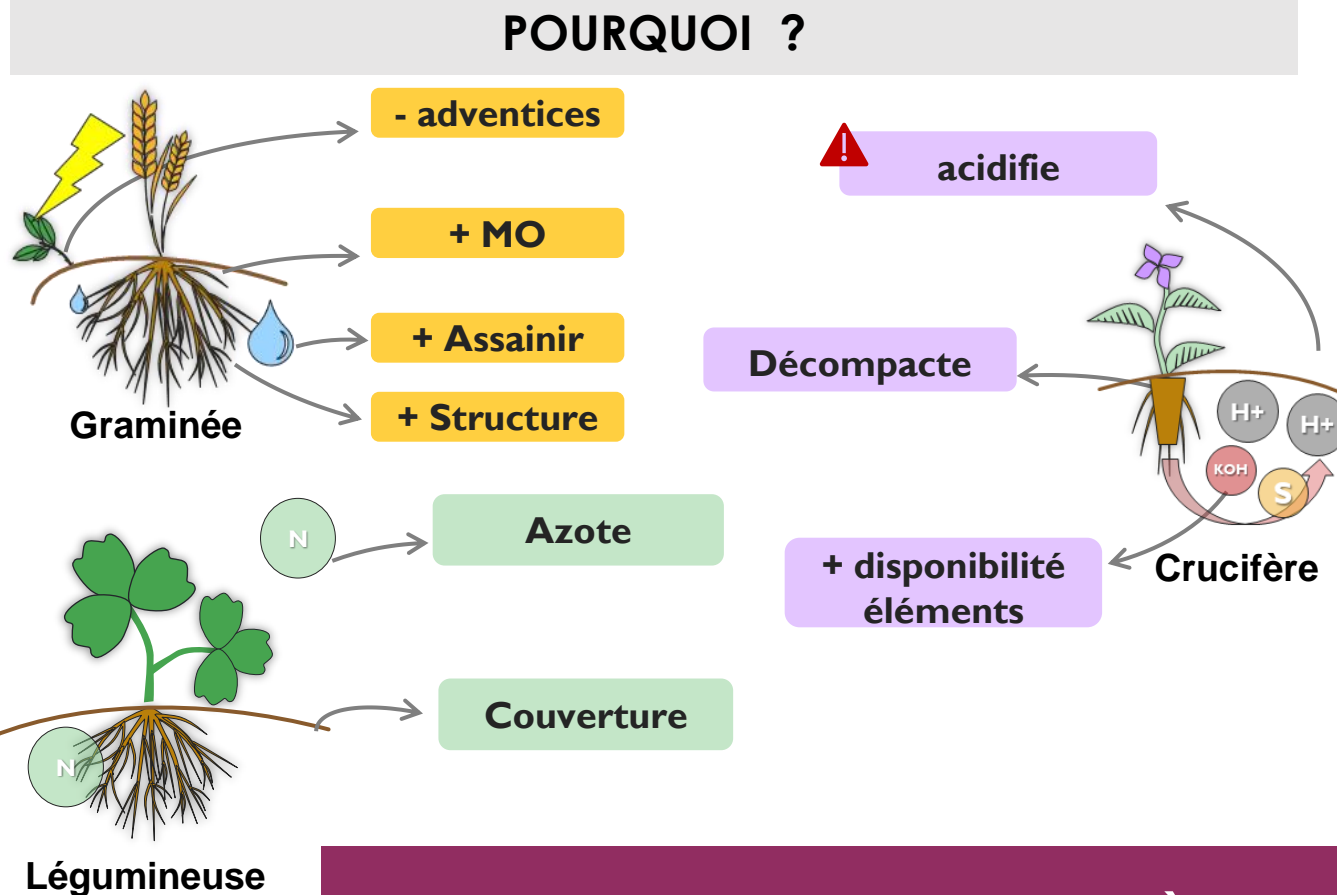 POURQUOI ?
- adventices
+ MO
+ Assainir
+ Structure
Graminée
acidifie
Décompacte
H+
H+
KOH
S
+ disponibilité
éléments
Crucifère
N
Azote
Couverture
N
Légumineuse